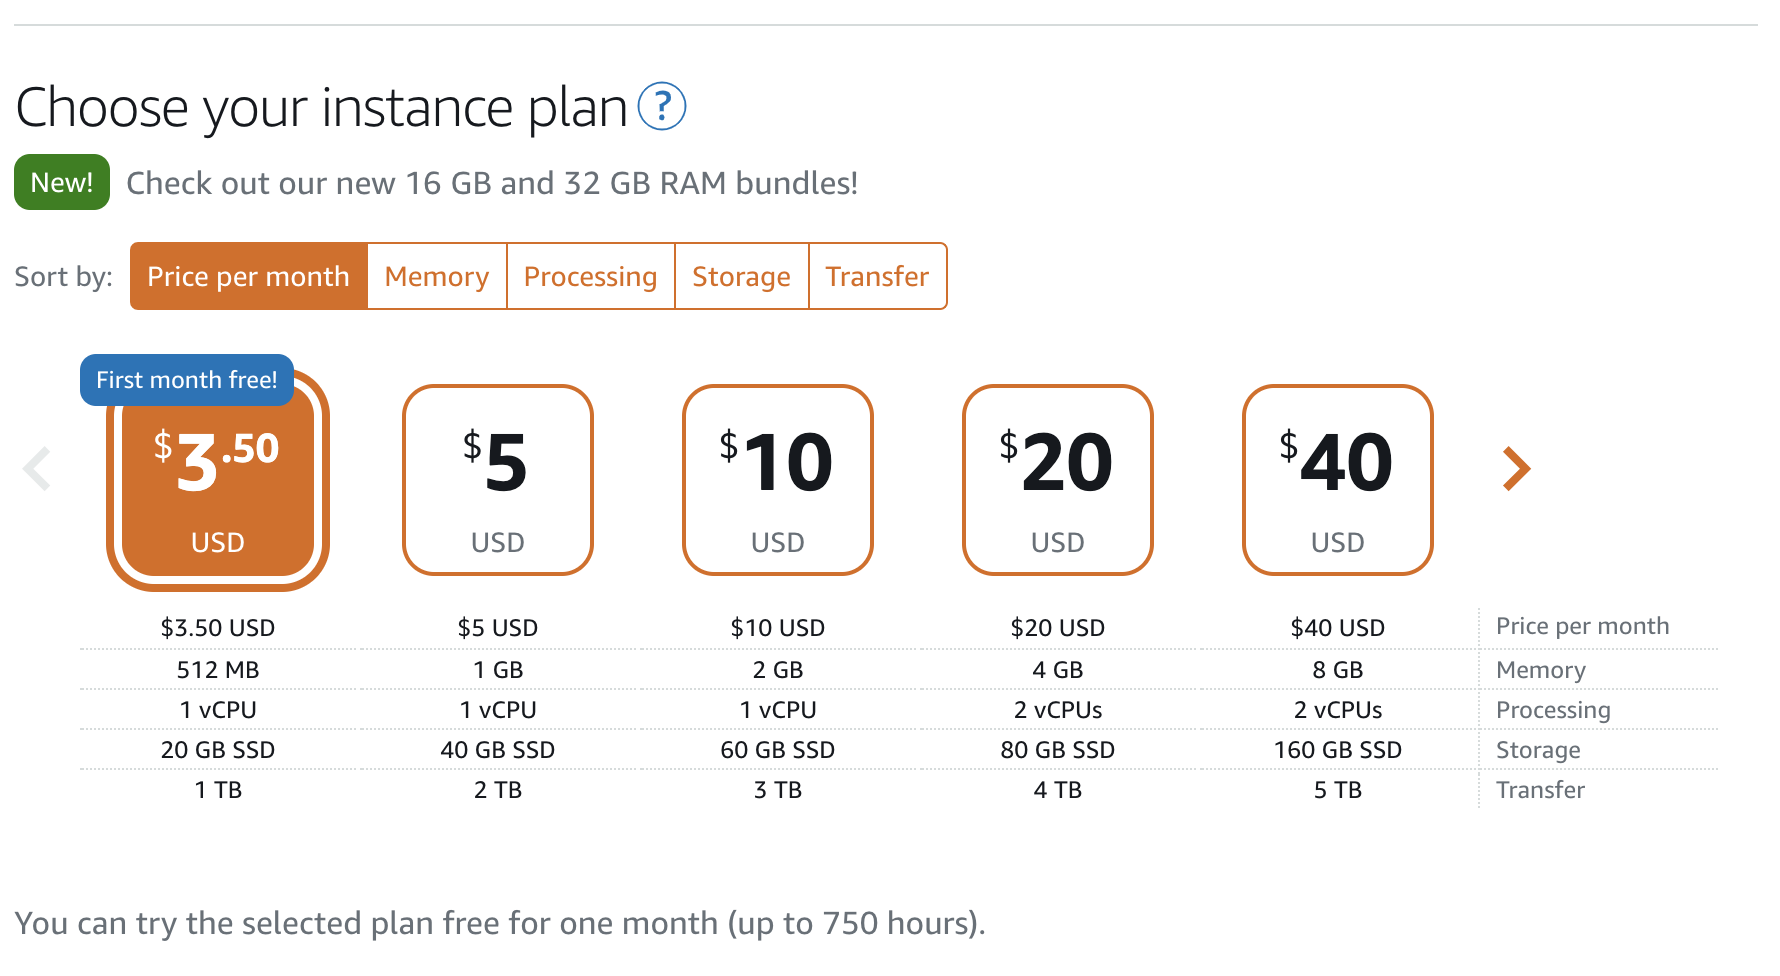 Choose your instance plan ?
New! Check out our new 16 GB and 32 GB RAM bundles!
Sort by: Price per month Memory Processing Storage Transfer
First month free!
$3.50 $5 $10 $20 $40
USD USD USD USD USD
$3.50 USD $5 USD $10 USD $20 USD $40 USD Price per month
512 MB 1 GB 2 GB 4 GB 8 GB Memory
1 vCPU 1 vCPU 1 vCPU 2 vCPUs 2 vCPUs Processing
20 GB SSD 40 GB SSD 60 GB SSD 80 GB SSD 160 GB SSD Storage
1 TB 2 TB 3 TB 4 TB 5 TB Transfer
You can try the selected plan free for one month (up to 750 hours).